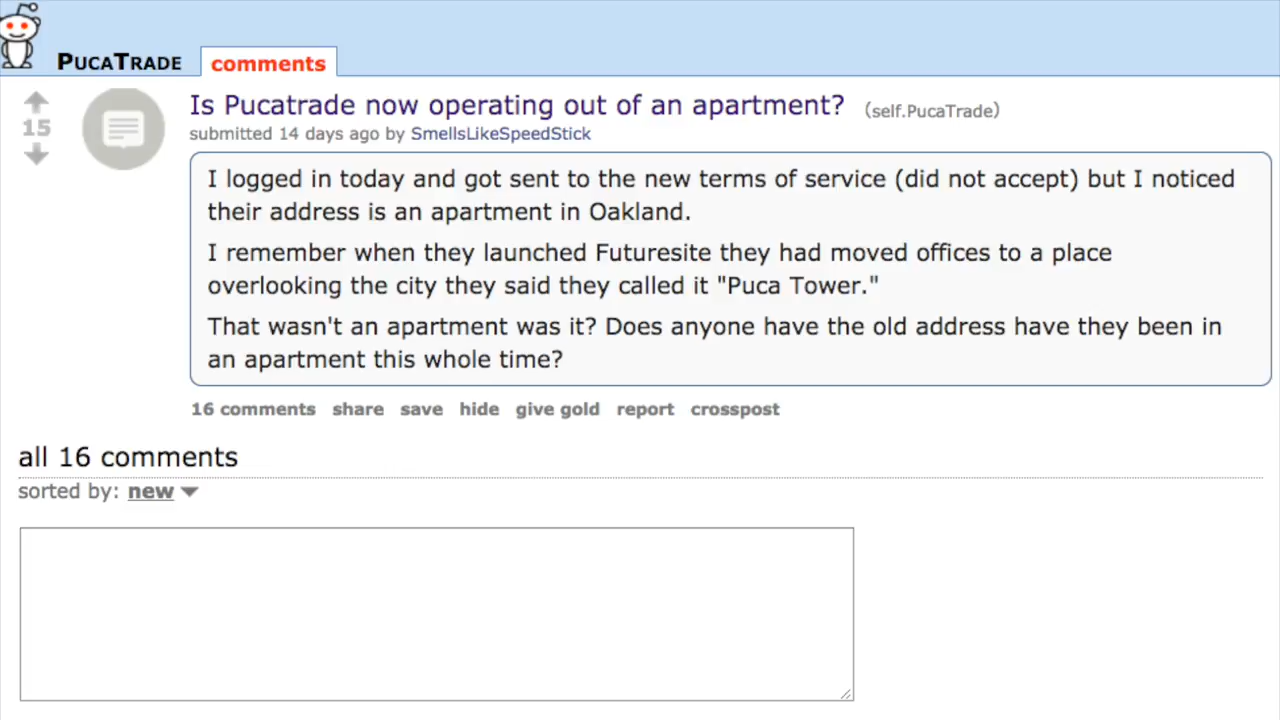 PUCATRADE comments
Is Pucatrade now operating out of an apartment? (self.PucaTrade)
15
submitted 14 days ago by SmellsLikeSpeedStick
I logged in today and got sent to the new terms of service (did not accept) but I noticed
their address is an apartment in Oakland.
I remember when they launched Futuresite they had moved offices to a place
overlooking the city they said they called it "Puca Tower."
That wasn't an apartment was it? Does anyone have the old address have they been in
an apartment this whole time?
16 comments share save hide give gold report crosspost
all 16 comments
sorted by: new